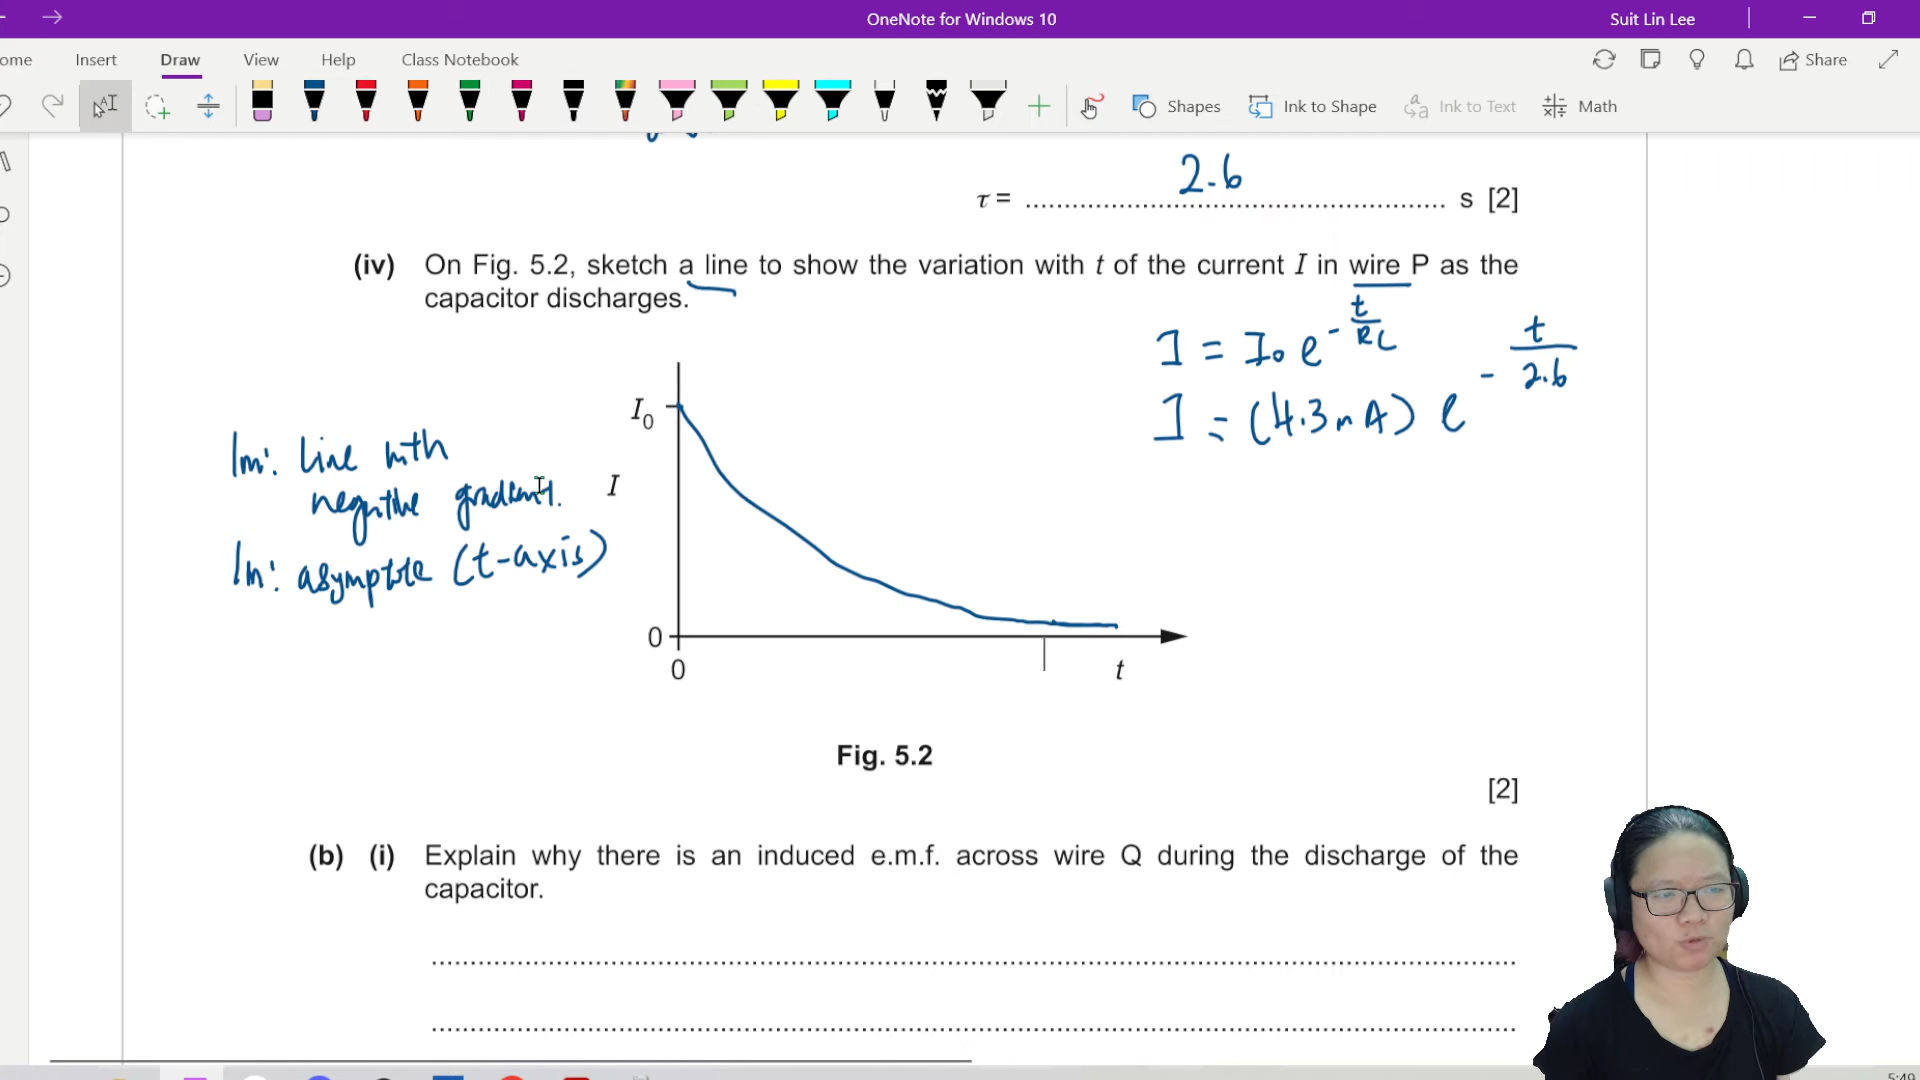 OneNote for Windows 10
Suit Lin Lee
ome Insert Draw View Help Class Notebook Share
Shapes Ink to Shape Ink to Text Math
2.6
τ = ........................................................ s [2]
(iv) On Fig. 5.2, sketch a line to show the variation with t of the current I in wire P as the
capacitor discharges.
I = I₀ e^(-t/RC)
I = (4.3mA) e^(-t/2.6)
I₀
1m: Line with
negative gradient.
I
1m: asymptote (t-axis)
0
0
t
Fig. 5.2
[2]
(b) (i) Explain why there is an induced e.m.f. across wire Q during the discharge of the
capacitor.